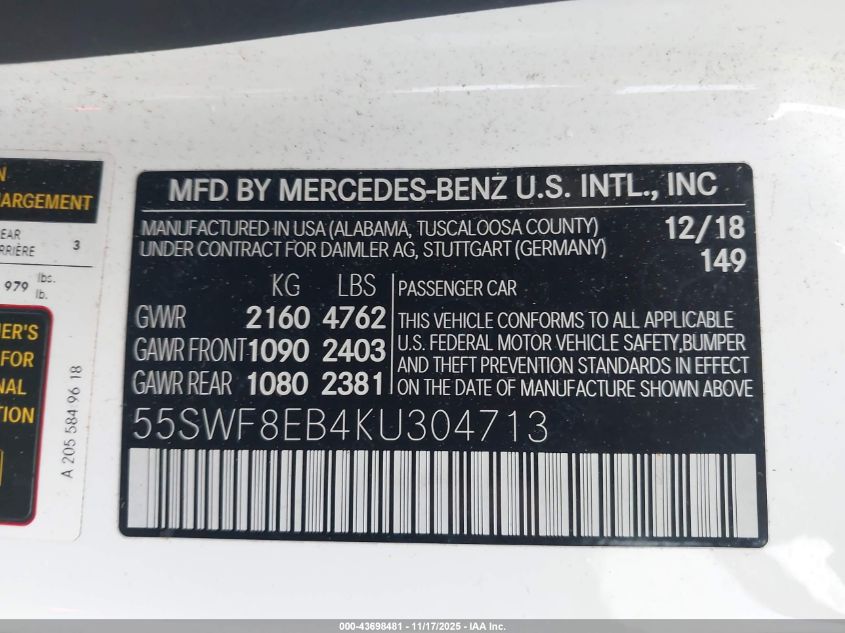 N
ARGEMENT
EAR
RRIÈRE 3
979 lbs.
lb.
ER'S
FOR
NAL
TION
A 205 584 96 18
MFD BY MERCEDES-BENZ U.S. INTL., INC
MANUFACTURED IN USA (ALABAMA, TUSCALOOSA COUNTY) 12/18
UNDER CONTRACT FOR DAIMLER AG, STUTTGART (GERMANY) 149
KG LBS PASSENGER CAR
GVWR 2160 4762
GAWR FRONT 1090 2403
GAWR REAR 1080 2381
THIS VEHICLE CONFORMS TO ALL APPLICABLE
U.S. FEDERAL MOTOR VEHICLE SAFETY,BUMPER
AND THEFT PREVENTION STANDARDS IN EFFECT
ON THE DATE OF MANUFACTURE SHOWN ABOVE
55SWF8EB4KU304713
000-43698481 - 11/17/2025 - IAA Inc.